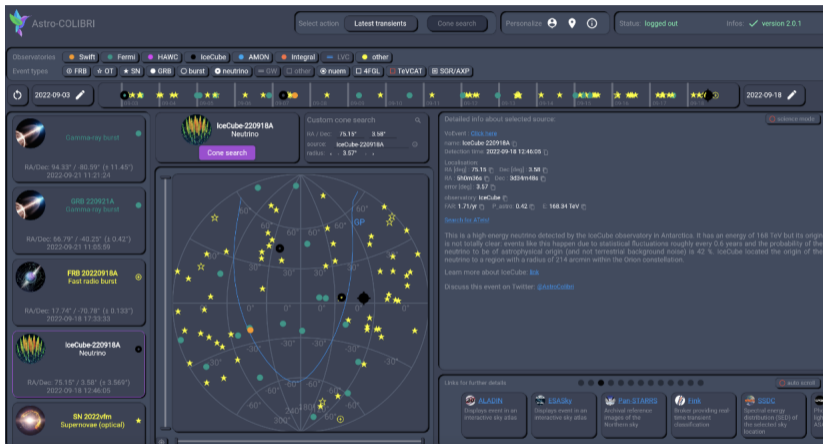 Astro-COLIBRI
Select action
Latest transients
Cone search
Personalize
Status: logged out
infos: version 2.0.1
Observatories
Swift
Fermi
HAWC
IceCube
AMON
Integral
LVC
other
Event types
FRB
OT
SN
GRB
burst
neutrino
GW
other
nuem
4FGL
TeVCAT
SGR/AXP
2022-09-03
2022-09-18
Gamma-ray burst
RA/Dec: 94.33° / -80.59° (± 11.45°)
2022-09-21 11:21:24
GRB 220921A
Gamma-ray burst
RA/Dec: 56.79° / -40.25° (± 0.42°)
2022-09-21 11:05:59
FRB 20220918A
Fast radio burst
RA/Dec: 17.74° / -70.78° (± 0.133°)
2022-09-18 17:33:33
IceCube-220918A
Neutrino
RA/Dec: 75.15° / 3.58° (± 3.569°)
2022-09-18 12:46:05
SN 2022vfm
Supernovae (optical)
IceCube-220918A
Neutrino
Cone search
Custom cone search
RA / Dec: 75.15° 3.58°
source: IceCube-220918A
radius: 3.57°
GP
60°
30°
0°
-30°
-60°
Detailed info about selected source:
science mode
VoEvent: Click here
name: IceCube-220918A
Detection time: 2022-09-18 12:46:05
Localisation
RA [deg]: 75.15 Dec [deg]: 3.58
RA: 5h0m36s Dec: 3d34m48s
error [deg]: 3.57
observatory: IceCube
FAR: 1.71/yr P_astro: 0.42 E: 168.34 TeV
Search for ATels!
This is a high energy neutrino detected by the IceCube observatory in Antarctica. It has an energy of 168 TeV but its origin
is not totally clear: events like this happen due to statistical fluctuations roughly every 0.6 years and the probability of the
neutrino to be of astrophysical origin (and not terrestrial background noise) is 42 %. IceCube located the origin of the
neutrino to a region with a radius of 214 arcmin within the Orion constellation.
Learn more about IceCube: link
Discuss this event on Twitter: @AstroColibri
Links for further details
auto scroll
ALADIN
Displays event in an
interactive sky atlas
ESASky
Displays event in an
interactive sky atlas
Pan-STARRS
Archival reference
images of the
Northern sky
Fink
Broker providing real-
time transient
classification
SSDC
Spectral energy
distribution (SED) of
the selected sky
location